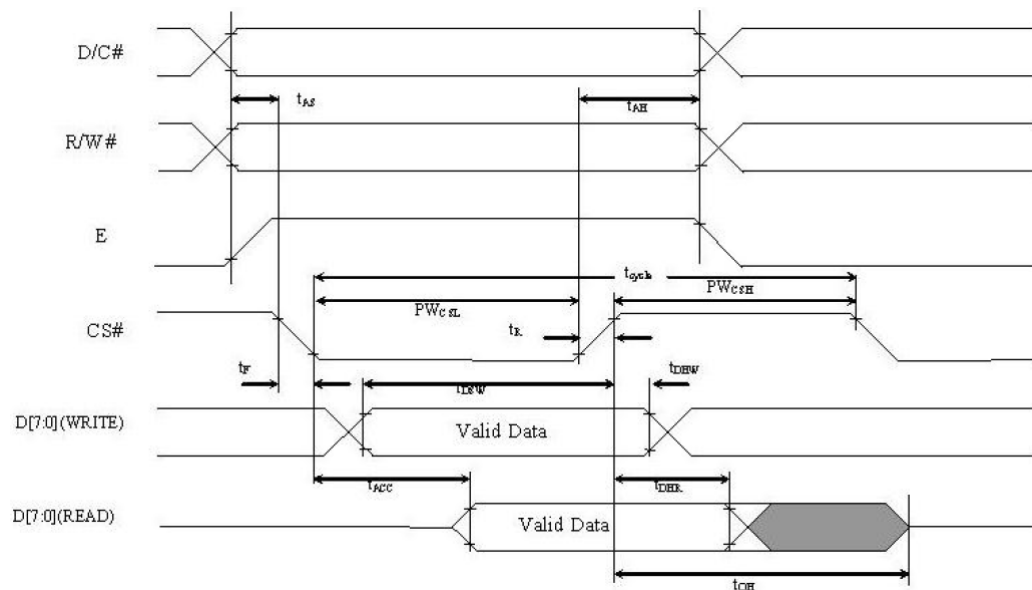 D/C#
tAS
tAH
R/W#
E
tcycle
PWCSH
PWCSL
CS#
tR
tF
tDSW
tDHW
D[7:0](WRITE)
Valid Data
tACC
tDHR
D[7:0](READ)
Valid Data
tOH